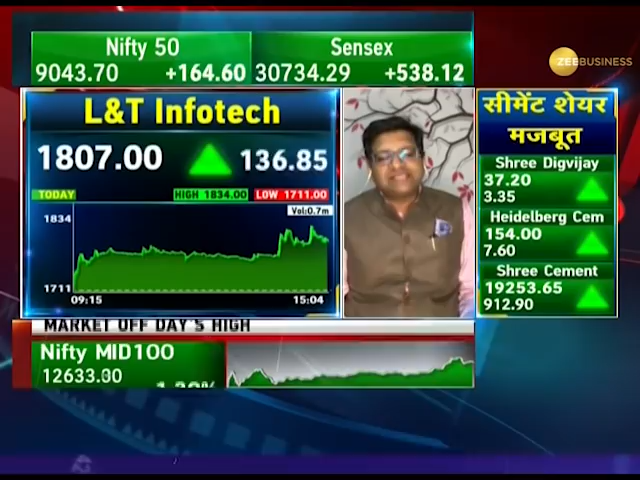 Nifty 50
9043.70 +164.60
Sensex
30734.29 +538.12
ZEE BUSINESS
L&T Infotech
1807.00 136.85
TODAY HIGH 1834.00 LOW 1711.00
Vol:0.7m
1834
1711
09:15 15:04
सीमेंट शेयर
मजबूत
Shree Digvijay
37.20
3.35
Heidelberg Cem
154.00
7.60
Shree Cement
19253.65
912.90
MARKET OFF DAY'S HIGH
Nifty MID100
12633.